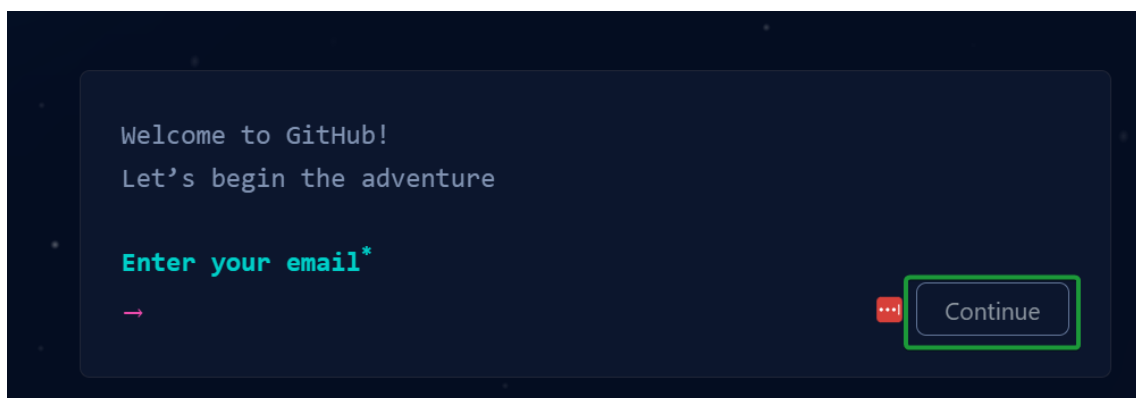 Welcome to GitHub!
Let’s begin the adventure
Enter your email*
→
Continue